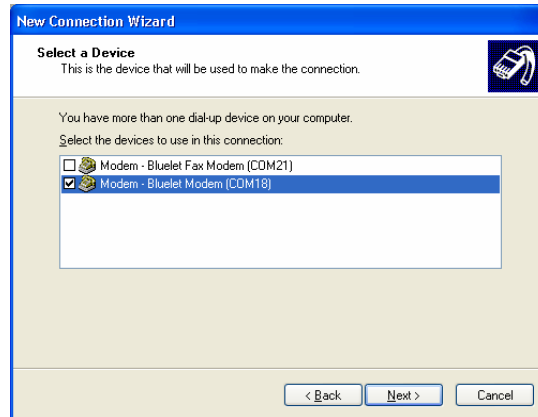 New Connection Wizard
Select a Device
This is the device that will be used to make the connection.
You have more than one dial-up device on your computer.
Select the devices to use in this connection:
Modem - Bluelet Fax Modem (COM21)
Modem - Bluelet Modem (COM18)
< Back Next > Cancel